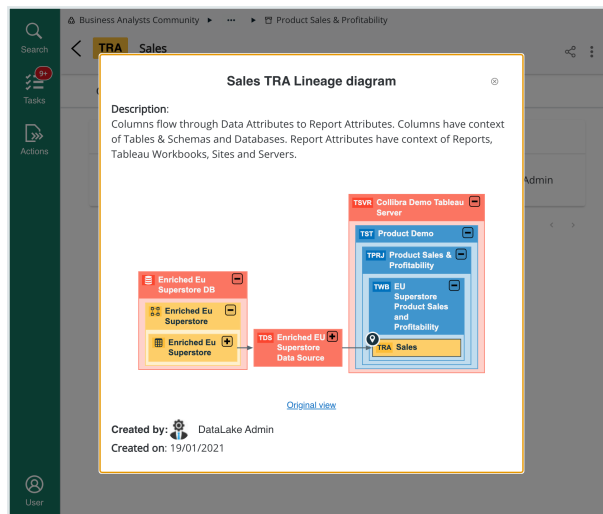 Business Analysts Community ▸ ••• ▸ Product Sales & Profitability
Search
TRA Sales
9+
Tasks
Actions
Sales TRA Lineage diagram
Description:
Columns flow through Data Attributes to Report Attributes. Columns have context
of Tables & Schemas and Databases. Report Attributes have context of Reports,
Tableau Workbooks, Sites and Servers.
Admin
TSVR Collibra Demo Tableau
Server
TST Product Demo
TPRJ Product Sales &
Profitability
TWB EU
Superstore
Product Sales
and
Profitability
TRA Sales
Enriched Eu
Superstore DB
Enriched Eu
Superstore
Enriched Eu
Superstore
TDS Enriched EU
Superstore
Data Source
Original view
Created by: DataLake Admin
Created on: 19/01/2021
User